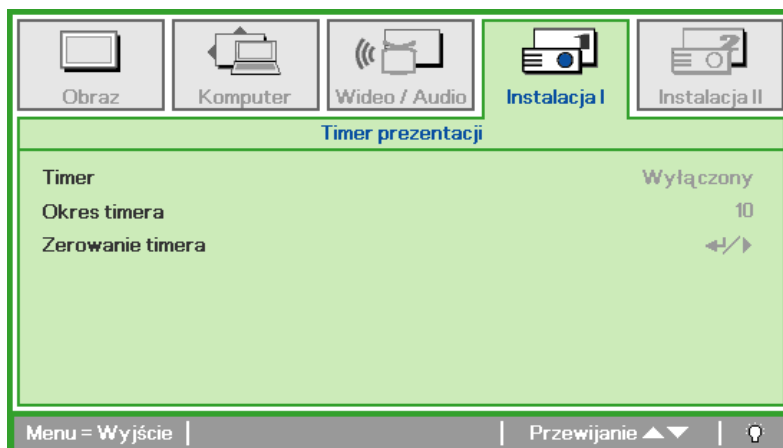 Obraz
Komputer
Wideo / Audio
Instalacja I
Instalacja II
Timer prezentacji
Timer Wyłączony
Okres timera 10
Zerowanie timera
Menu = Wyjście
Przewijanie